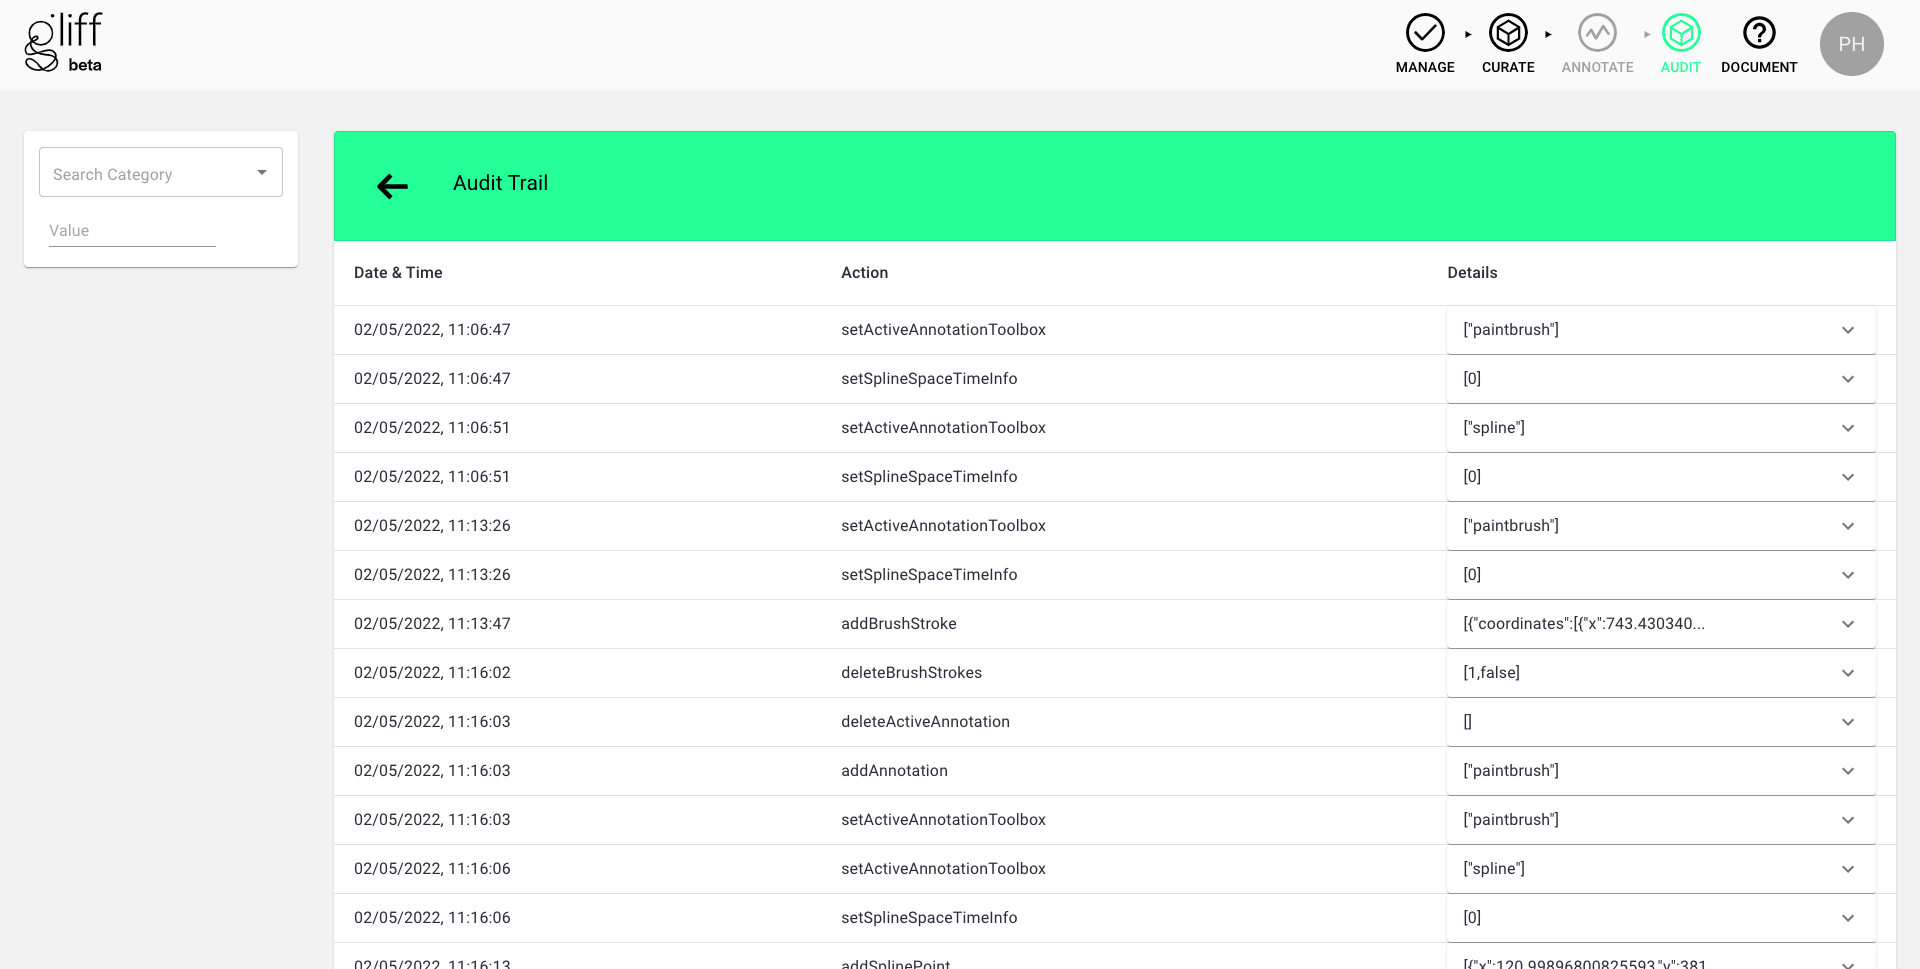 gliff
beta
MANAGE CURATE ANNOTATE AUDIT DOCUMENT PH
Search Category
Value
Audit Trail
Date & Time Action Details
02/05/2022, 11:06:47 setActiveAnnotationToolbox ["paintbrush"]
02/05/2022, 11:06:47 setSplineSpaceTimeInfo [0]
02/05/2022, 11:06:51 setActiveAnnotationToolbox ["spline"]
02/05/2022, 11:06:51 setSplineSpaceTimeInfo [0]
02/05/2022, 11:13:26 setActiveAnnotationToolbox ["paintbrush"]
02/05/2022, 11:13:26 setSplineSpaceTimeInfo [0]
02/05/2022, 11:13:47 addBrushStroke [{"coordinates":[{"x":743.430340...
02/05/2022, 11:16:02 deleteBrushStrokes [1,false]
02/05/2022, 11:16:03 deleteActiveAnnotation []
02/05/2022, 11:16:03 addAnnotation ["paintbrush"]
02/05/2022, 11:16:03 setActiveAnnotationToolbox ["paintbrush"]
02/05/2022, 11:16:06 setActiveAnnotationToolbox ["spline"]
02/05/2022, 11:16:06 setSplineSpaceTimeInfo [0]
02/05/2022, 11:16:13 addSplinePoint [{"x":120.99896800825593,"y":381